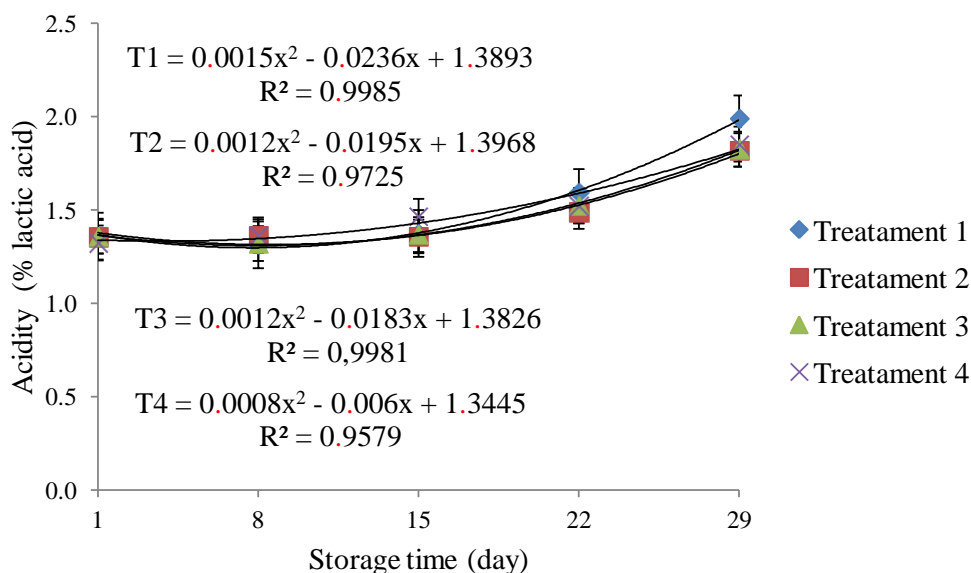 2.5
2.0
1.5
1.0
0.5
0.0
Acidity (% lactic acid)
T1 = 0.0015x² - 0.0236x + 1.3893
R² = 0.9985
T2 = 0.0012x² - 0.0195x + 1.3968
R² = 0.9725
T3 = 0.0012x² - 0.0183x + 1.3826
R² = 0,9981
T4 = 0.0008x² - 0.006x + 1.3445
R² = 0.9579
Treatament 1
Treatament 2
Treatament 3
Treatament 4
1 8 15 22 29
Storage time (day)